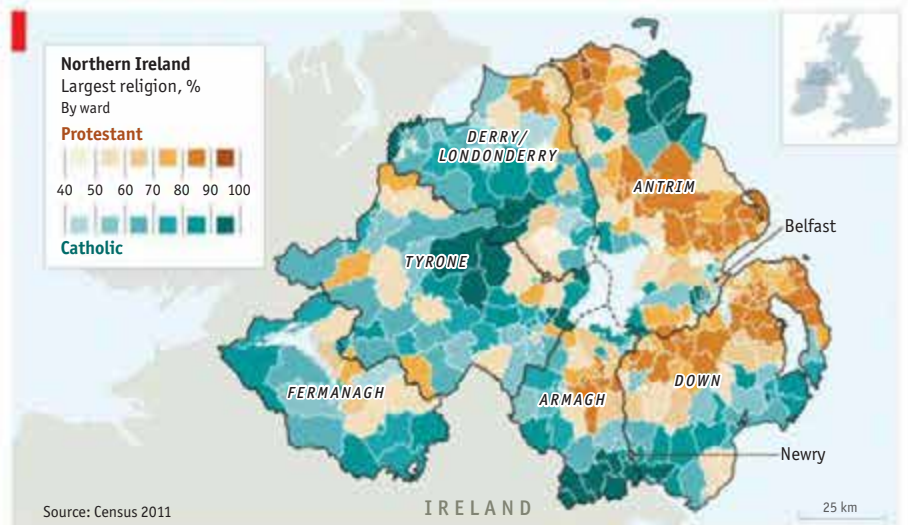 Northern Ireland
Largest religion, %
By ward
Protestant
40 50 60 70 80 90 100
Catholic
DERRY/
LONDONDERRY
ANTRIM
Belfast
TYRONE
FERMANAGH
ARMAGH
DOWN
Newry
IRELAND
Source: Census 2011
25 km